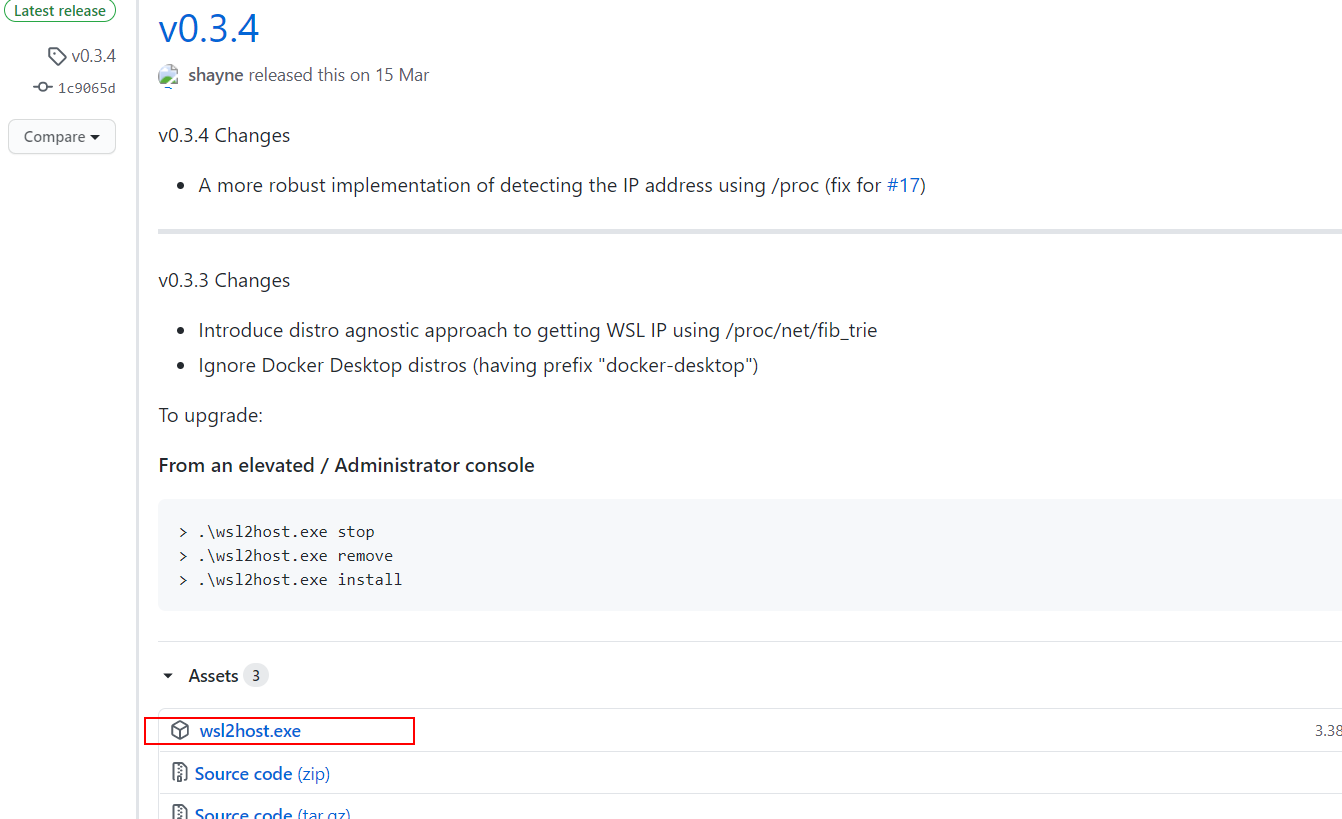 Latest release
v0.3.4
1c9065d
Compare
v0.3.4
shayne released this on 15 Mar
v0.3.4 Changes
A more robust implementation of detecting the IP address using /proc (fix for #17)
v0.3.3 Changes
Introduce distro agnostic approach to getting WSL IP using /proc/net/fib_trie
Ignore Docker Desktop distros (having prefix "docker-desktop")
To upgrade:
From an elevated / Administrator console
> .\wsl2host.exe stop
> .\wsl2host.exe remove
> .\wsl2host.exe install
Assets 3
wsl2host.exe 3.38
Source code (zip)
Source code (tar.gz)